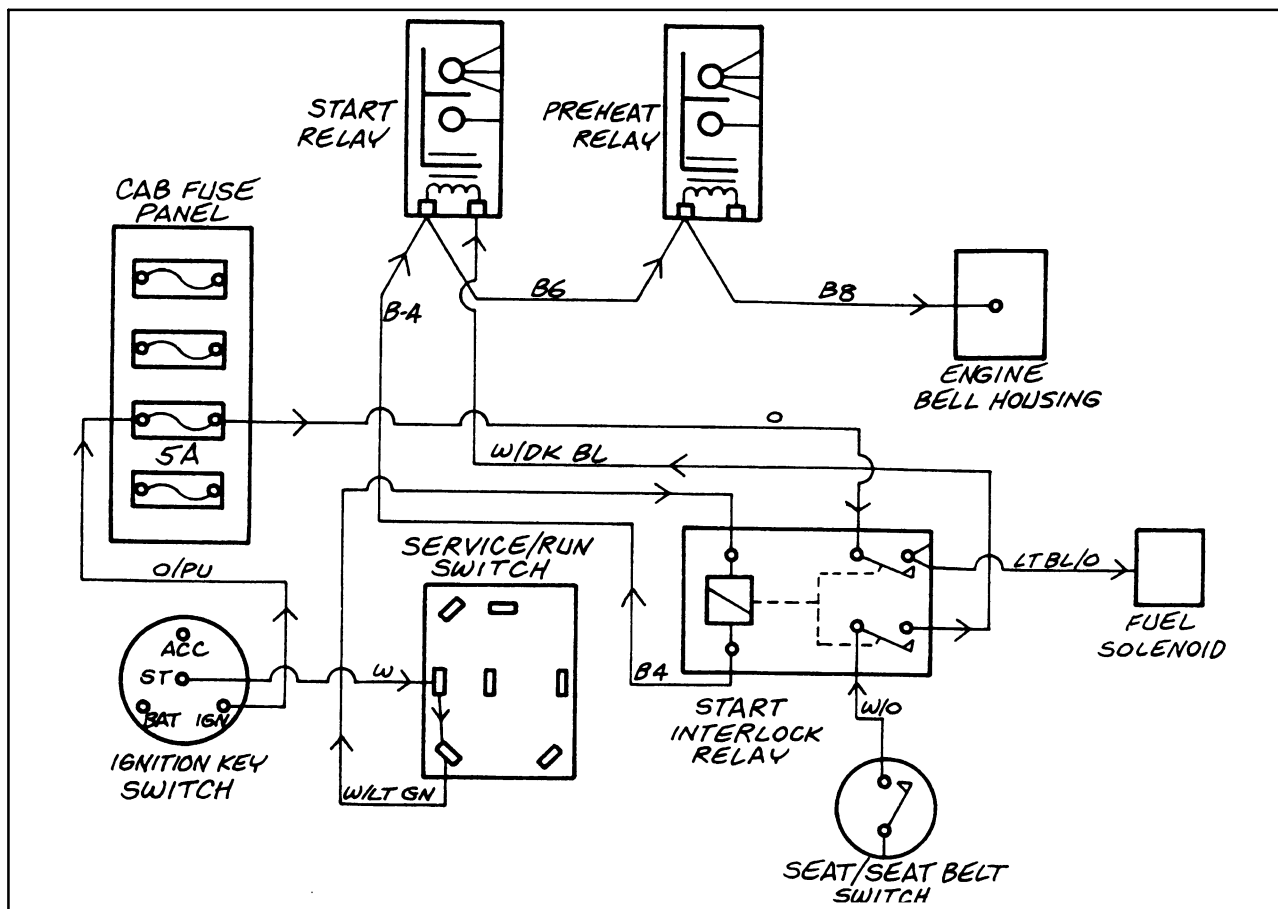 START
RELAY
PREHEAT
RELAY
CAB FUSE
PANEL
B6
B8
B-4
ENGINE
BELL HOUSING
O
5A
W/DK BL
SERVICE/RUN
SWITCH
O/PU
LT BL/O
FUEL
SOLENOID
ACC
ST
W
BAT IGN
B4
START
INTERLOCK
RELAY
W/O
IGNITION KEY
SWITCH
W/LT GN
SEAT/SEAT BELT
SWITCH